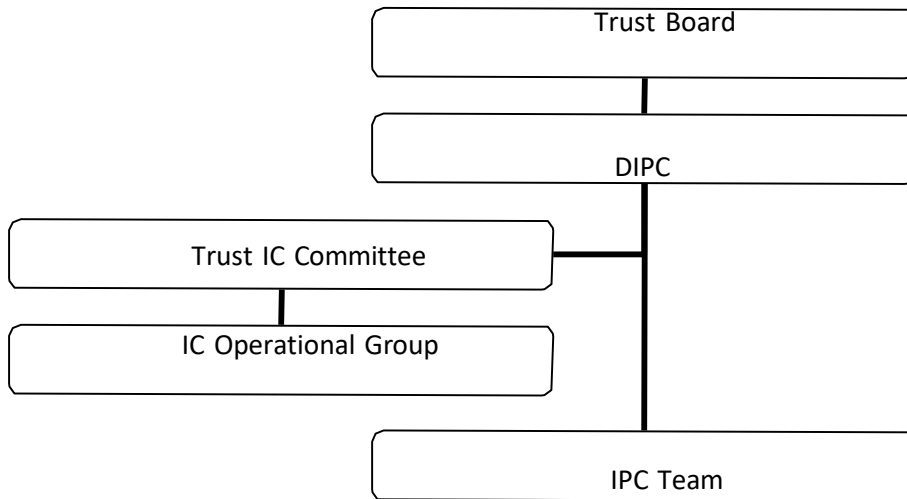 Trust Board
DIPC
Trust IC Committee
IC Operational Group
IPC Team